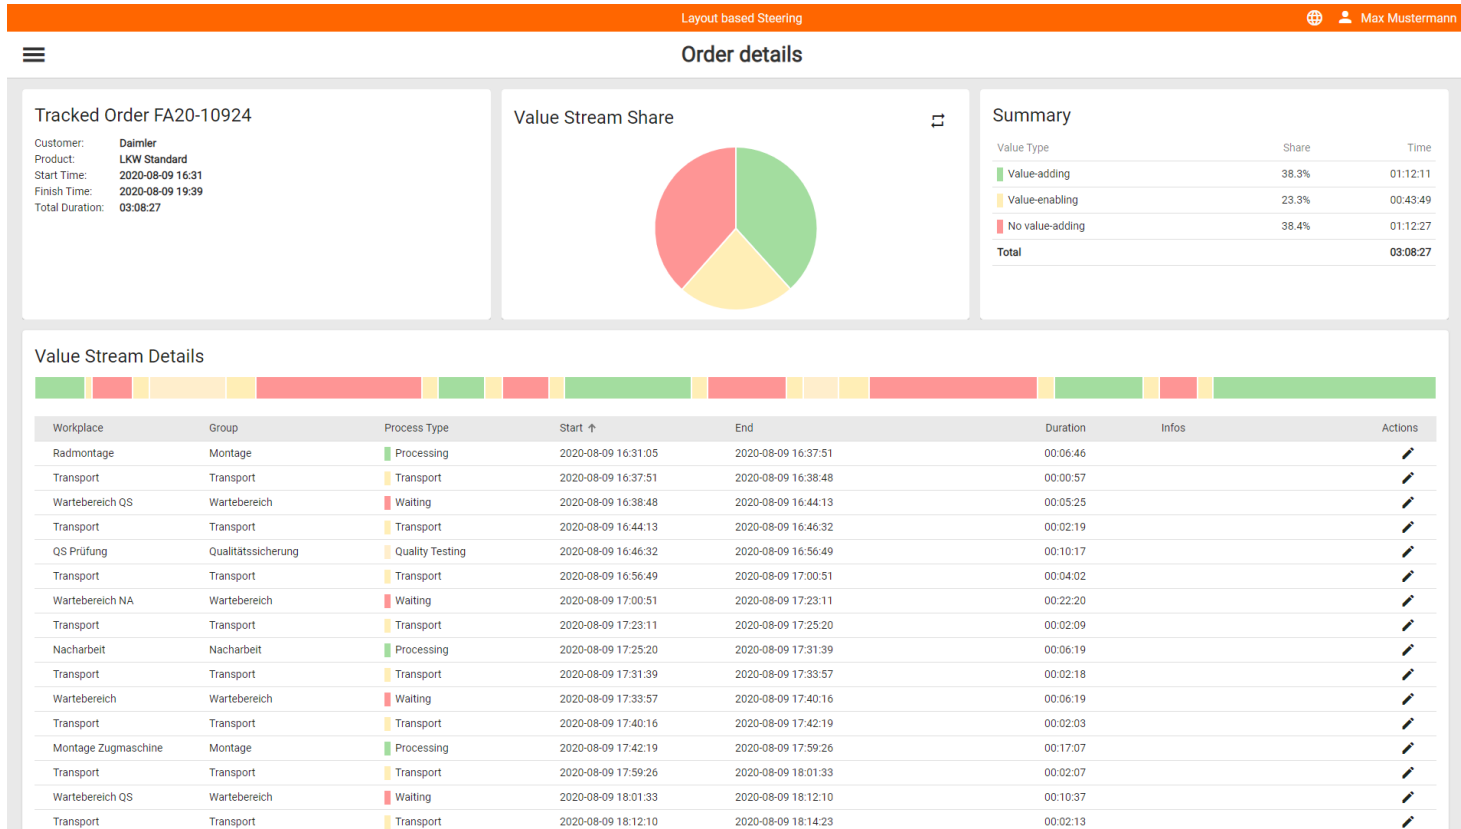 Layout based Steering
Max Mustermann
Order details
Tracked Order FA20-10924
Customer: Daimler
Product: LKW Standard
Start Time: 2020-08-09 16:31
Finish Time: 2020-08-09 19:39
Total Duration: 03:08:27
Value Stream Share
Summary
Value Type Share Time
Value-adding 38.3% 01:12:11
Value-enabling 23.3% 00:43:49
No value-adding 38.4% 01:12:27
Total 03:08:27
Value Stream Details
Workplace Group Process Type Start End Duration Infos Actions
Radmontage Montage Processing 2020-08-09 16:31:05 2020-08-09 16:37:51 00:06:46
Transport Transport Transport 2020-08-09 16:37:51 2020-08-09 16:38:48 00:00:57
Wartebereich QS Wartebereich Waiting 2020-08-09 16:38:48 2020-08-09 16:44:13 00:05:25
Transport Transport Transport 2020-08-09 16:44:13 2020-08-09 16:46:32 00:02:19
QS Prüfung Qualitätssicherung Quality Testing 2020-08-09 16:46:32 2020-08-09 16:56:49 00:10:17
Transport Transport Transport 2020-08-09 16:56:49 2020-08-09 17:00:51 00:04:02
Wartebereich NA Wartebereich Waiting 2020-08-09 17:00:51 2020-08-09 17:23:11 00:22:20
Transport Transport Transport 2020-08-09 17:23:11 2020-08-09 17:25:20 00:02:09
Nacharbeit Nacharbeit Processing 2020-08-09 17:25:20 2020-08-09 17:31:39 00:06:19
Transport Transport Transport 2020-08-09 17:31:39 2020-08-09 17:33:57 00:02:18
Wartebereich Wartebereich Waiting 2020-08-09 17:33:57 2020-08-09 17:40:16 00:06:19
Transport Transport Transport 2020-08-09 17:40:16 2020-08-09 17:42:19 00:02:03
Montage Zugmaschine Montage Processing 2020-08-09 17:42:19 2020-08-09 17:59:26 00:17:07
Transport Transport Transport 2020-08-09 17:59:26 2020-08-09 18:01:33 00:02:07
Wartebereich QS Wartebereich Waiting 2020-08-09 18:01:33 2020-08-09 18:12:10 00:10:37
Transport Transport Transport 2020-08-09 18:12:10 2020-08-09 18:14:23 00:02:13